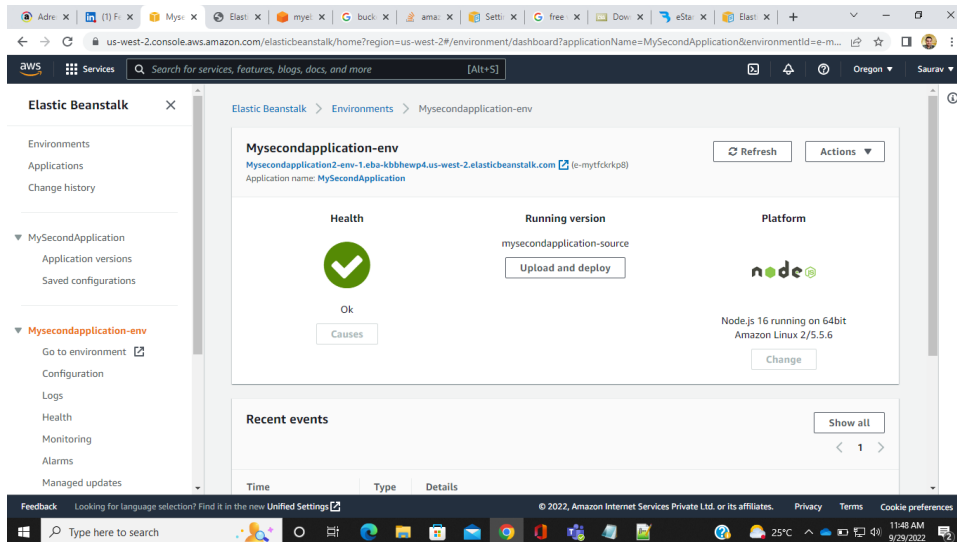 Adre
(1) Fe
Myse
Elasti
myel
buck
amaz
Setti
free
Dow
eStar
Elast
us-west-2.console.aws.amazon.com/elasticbeanstalk/home?region=us-west-2#/environment/dashboard?applicationName=MySecondApplication&environmentId=e-m...
aws
Services
Search for services, features, blogs, docs, and more
[Alt+S]
Oregon
Saurav
Elastic Beanstalk
Environments
Applications
Change history
MySecondApplication
Application versions
Saved configurations
Mysecondapplication-env
Go to environment
Configuration
Logs
Health
Monitoring
Alarms
Managed updates
Elastic Beanstalk > Environments > Mysecondapplication-env
Mysecondapplication-env
Mysecondapplication2-env-1.eba-kbbhewp4.us-west-2.elasticbeanstalk.com (e-mytfckrkp8)
Application name: MySecondApplication
Refresh
Actions
Health
Ok
Causes
Running version
mysecondapplication-source
Upload and deploy
Platform
node
Node.js 16 running on 64bit
Amazon Linux 2/5.5.6
Change
Recent events
Show all
< 1 >
Time Type Details
Feedback Looking for language selection? Find it in the new Unified Settings
© 2022, Amazon Internet Services Private Ltd. or its affiliates. Privacy Terms Cookie preferences
Type here to search
25°C
11:48 AM
9/29/2022